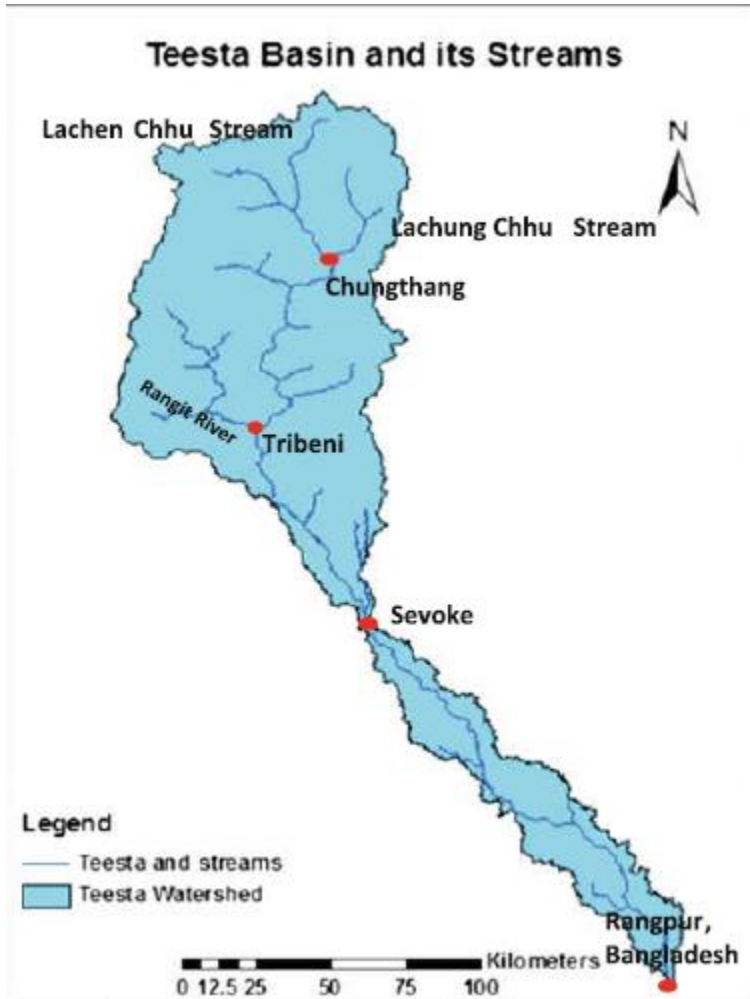 Teesta Basin and its Streams
Lachen Chhu Stream
N
Lachung Chhu Stream
Chungthang
Rangit River
Tribeni
Sevoke
Legend
Teesta and streams
Teesta Watershed
Rangpur,
Bangladesh
Kilometers
0 12.5 25 50 75 100